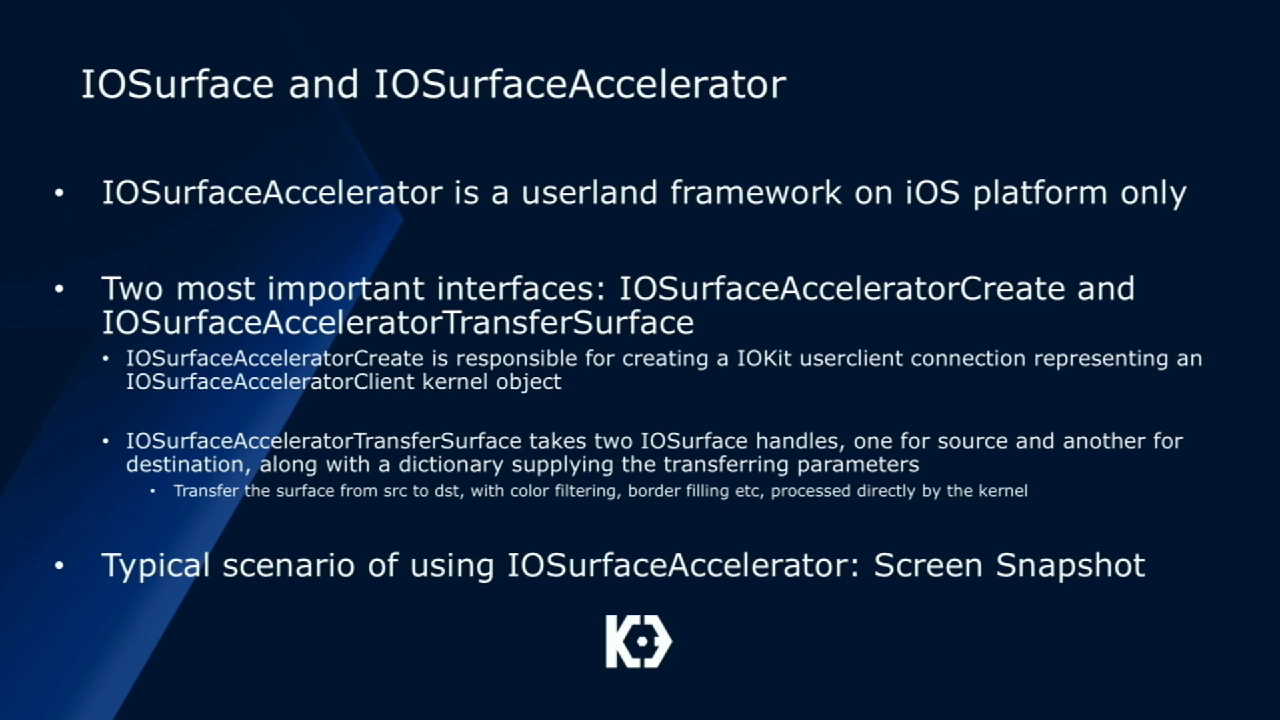 IOSurface and IOSurfaceAccelerator
• IOSurfaceAccelerator is a userland framework on iOS platform only
• Two most important interfaces: IOSurfaceAcceleratorCreate and
IOSurfaceAcceleratorTransferSurface
• IOSurfaceAcceleratorCreate is responsible for creating a IOKit userclient connection representing an
IOSurfaceAcceleratorClient kernel object
• IOSurfaceAcceleratorTransferSurface takes two IOSurface handles, one for source and another for
destination, along with a dictionary supplying the transferring parameters
• Transfer the surface from src to dst, with color filtering, border filling etc, processed directly by the kernel
• Typical scenario of using IOSurfaceAccelerator: Screen Snapshot